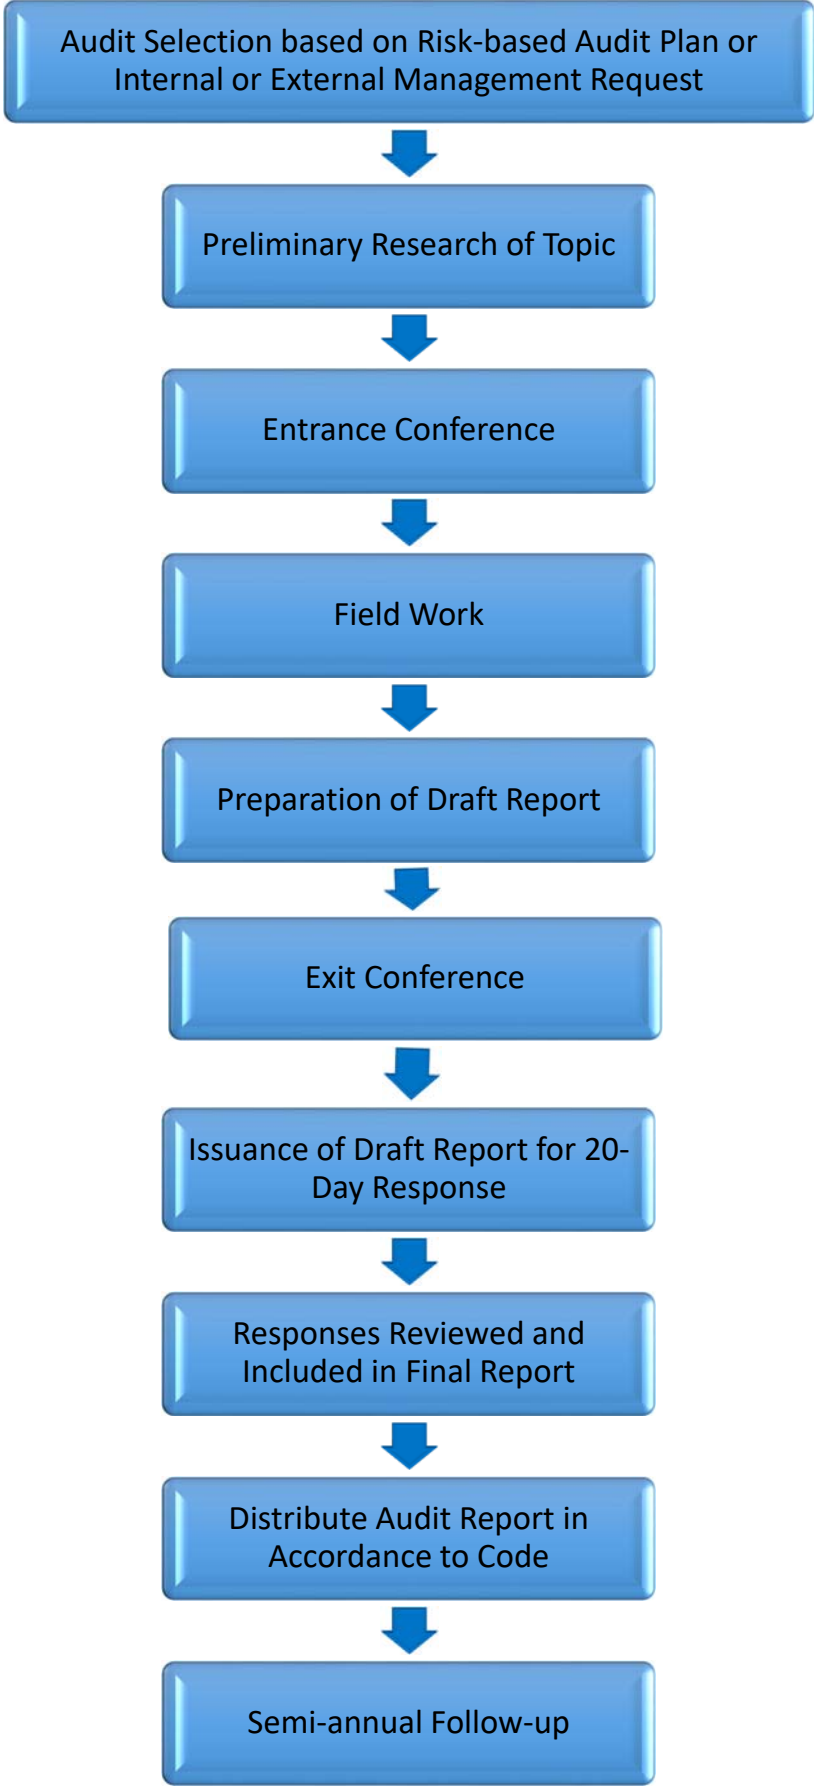 Audit Selection based on Risk-based Audit Plan or
Internal or External Management Request
Preliminary Research of Topic
Entrance Conference
Field Work
Preparation of Draft Report
Exit Conference
Issuance of Draft Report for 20-
Day Response
Responses Reviewed and
Included in Final Report
Distribute Audit Report in
Accordance to Code
Semi-annual Follow-up